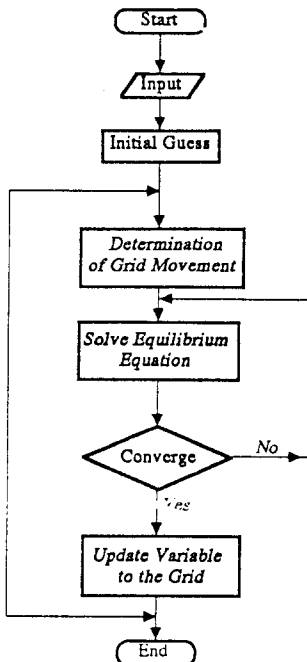 Start
Input
Initial Guess
Determination
of Grid Movement
Solve Equilibrium
Equation
Converge
No
Yes
Update Variable
to the Grid
End